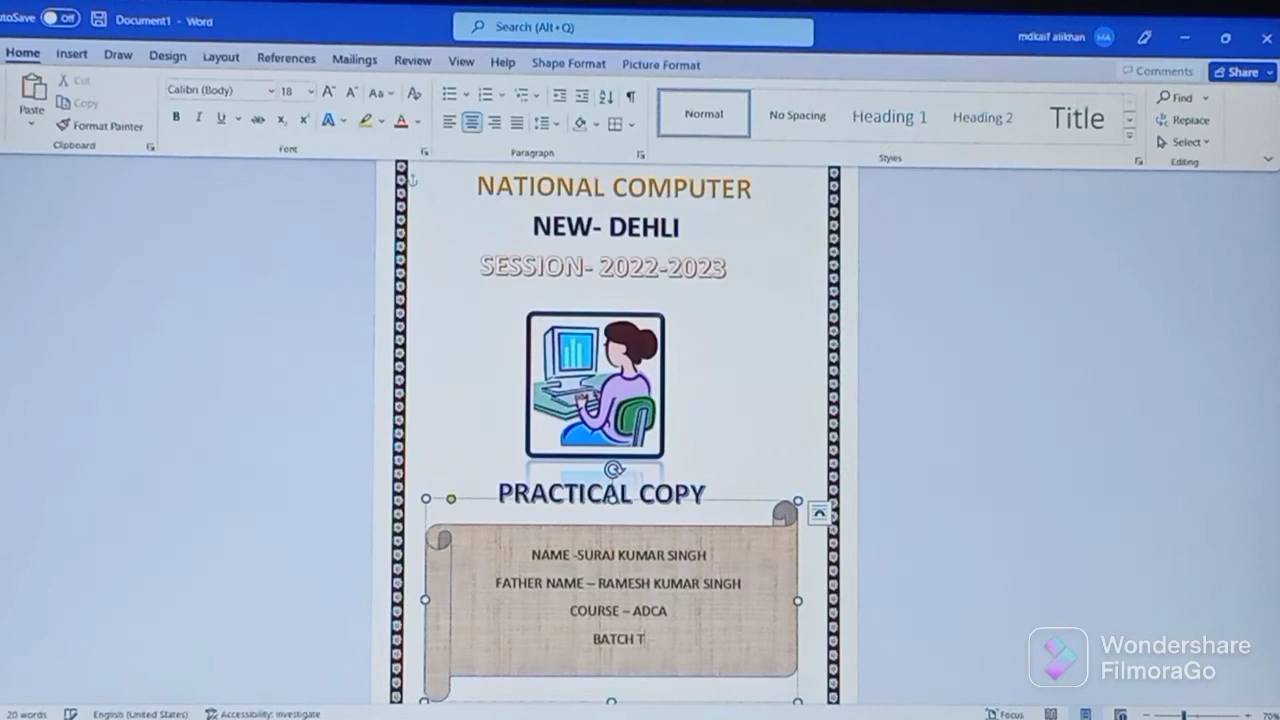 AutoSave Off Document1 - Word Search (Alt+Q) mdkaif alikhan MA
Home Insert Draw Design Layout References Mailings Review View Help Shape Format Picture Format Comments Share
Paste Cut Copy Format Painter Clipboard
Calibri (Body) 18 Font
Paragraph
Normal No Spacing Heading 1 Heading 2 Title Styles
Find Replace Select Editing
NATIONAL COMPUTER
NEW- DEHLI
SESSION- 2022-2023
PRACTICAL COPY
NAME -SURAJ KUMAR SINGH
FATHER NAME – RAMESH KUMAR SINGH
COURSE – ADCA
BATCH T
Wondershare
FilmoraGo
20 words English (United States) Accessibility: Investigate Focus 70%